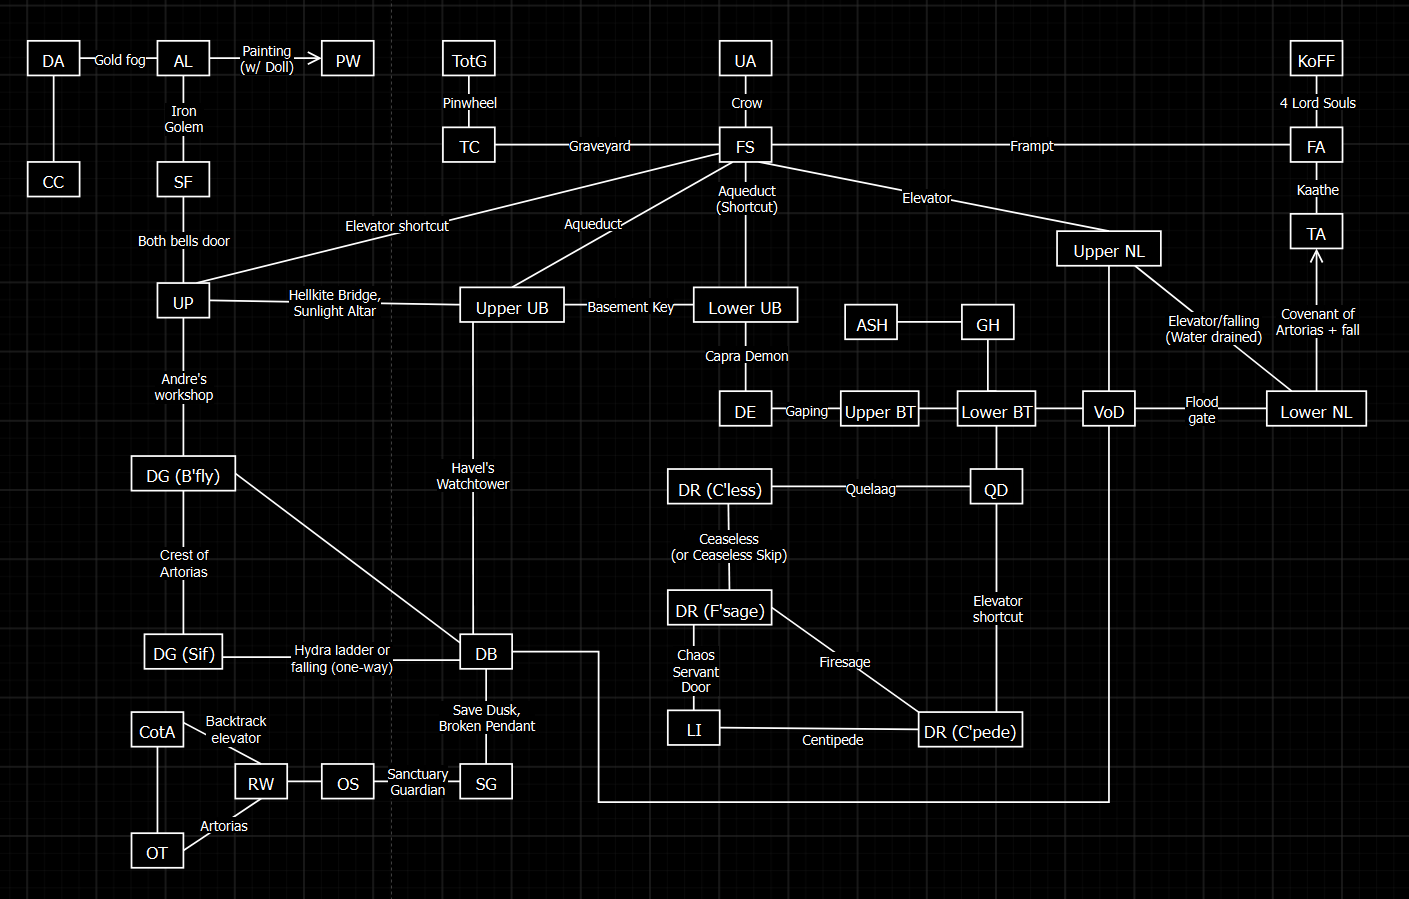 DA
Gold fog
AL
Painting
(w/ Doll)
PW
TotG
UA
KoFF
Iron
Golem
Pinwheel
Crow
4 Lord Souls
TC
Graveyard
FS
Frampt
FA
CC
SF
Aqueduct
(Shortcut)
Elevator
Kaathe
Elevator shortcut
Aqueduct
TA
Both bells door
Upper NL
UP
Hellkite Bridge,
Sunlight Altar
Upper UB
Basement Key
Lower UB
ASH
GH
Elevator/falling
(Water drained)
Covenant of
Artorias + fall
Capra Demon
Andre's
workshop
DE
Gaping
Upper BT
Lower BT
VoD
Flood
gate
Lower NL
DG (B'fly)
Havel's
Watchtower
DR (C'less)
Quelaag
QD
Crest of
Artorias
Ceaseless
(or Ceaseless Skip)
DR (F'sage)
Elevator
shortcut
DG (Sif)
Hydra ladder or
falling (one-way)
DB
Chaos
Servant
Door
Firesage
Save Dusk,
Broken Pendant
CotA
Backtrack
elevator
LI
Centipede
DR (C'pede)
RW
OS
Sanctuary
Guardian
SG
Artorias
OT